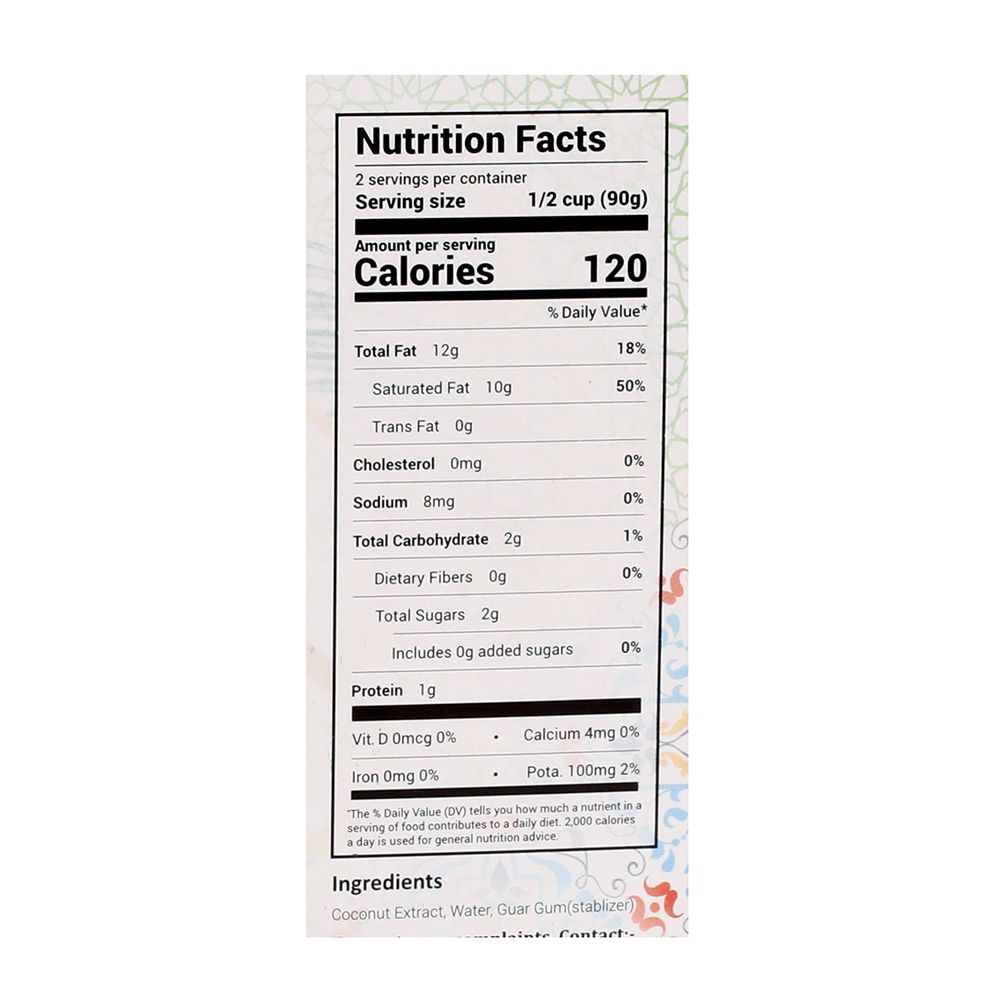 Nutrition Facts
2 servings per container
Serving size 1/2 cup (90g)
Amount per serving
Calories 120
% Daily Value*
Total Fat 12g 18%
Saturated Fat 10g 50%
Trans Fat 0g
Cholesterol 0mg 0%
Sodium 8mg 0%
Total Carbohydrate 2g 1%
Dietary Fibers 0g 0%
Total Sugars 2g
Includes 0g added sugars 0%
Protein 1g
Vit. D 0mcg 0% • Calcium 4mg 0%
Iron 0mg 0% • Pota. 100mg 2%
*The % Daily Value (DV) tells you how much a nutrient in a
serving of food contributes to a daily diet. 2,000 calories
a day is used for general nutrition advice.
Ingredients
Coconut Extract, Water, Guar Gum(stablizer)
complaints, Contact:-